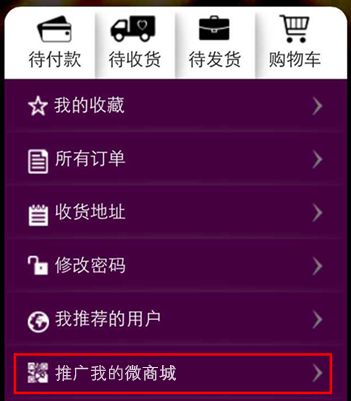 待付款 待收货 待发货 购物车
我的收藏
所有订单
收货地址
修改密码
我推荐的用户
推广我的微商城